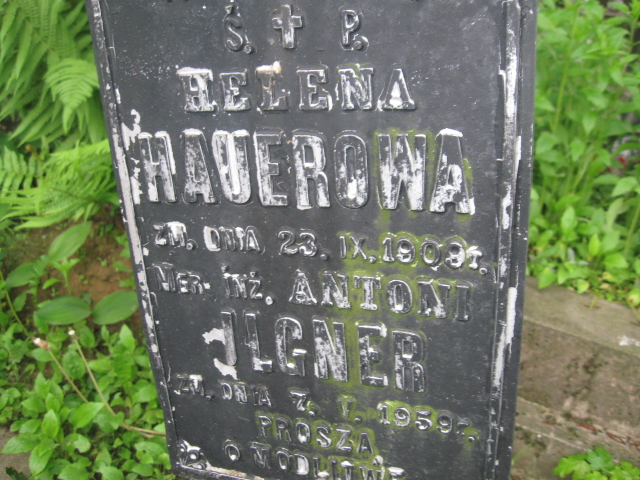 Ś. † P.
HELENA
HAUEROWA
ZM. DNIA 23. IX. 1909 r.
MGR. INŻ. ANTONI
ILGNER
ZM. DNIA 7. V. 1959 r.
PROSZĄ
O MODLITWĘ